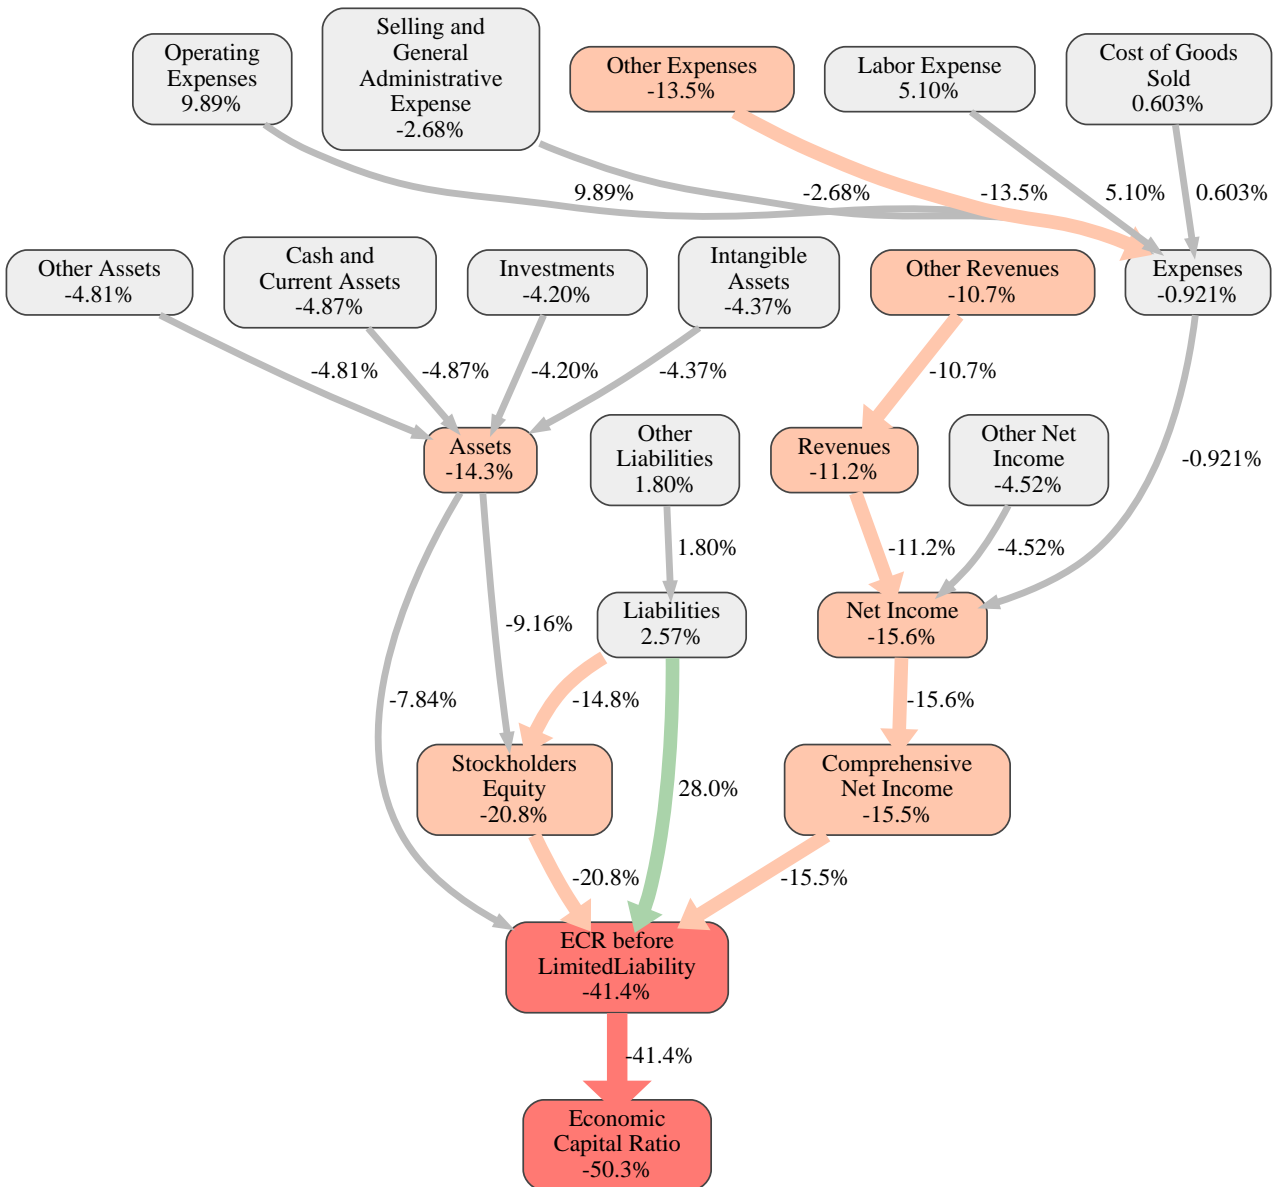 Operating
Expenses
9.89%
Selling and
General
Administrative
Expense
-2.68%
Other Expenses
-13.5%
Labor Expense
5.10%
Cost of Goods
Sold
0.603%
9.89%
-2.68%
-13.5%
5.10%
0.603%
Other Assets
-4.81%
Cash and
Current Assets
-4.87%
Investments
-4.20%
Intangible
Assets
-4.37%
Other Revenues
-10.7%
Expenses
-0.921%
-4.81%
-4.87%
-4.20%
-4.37%
-10.7%
Assets
-14.3%
Other
Liabilities
1.80%
Revenues
-11.2%
Other Net
Income
-4.52%
-0.921%
1.80%
-11.2%
-4.52%
Liabilities
2.57%
Net Income
-15.6%
-9.16%
-7.84%
-14.8%
-15.6%
Stockholders
Equity
-20.8%
28.0%
Comprehensive
Net Income
-15.5%
-20.8%
-15.5%
ECR before
LimitedLiability
-41.4%
-41.4%
Economic
Capital Ratio
-50.3%